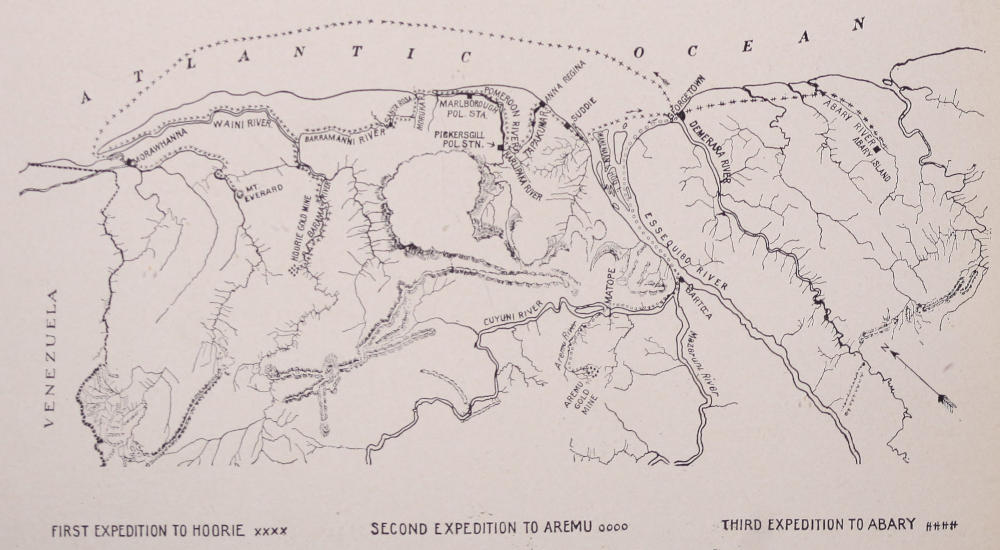 ATLANTIC OCEAN
ANNA REGINA
SUDDIE
GEORGETOWN
MARLBOROUGH
POL. STA.
POMEROON RIVER
MORUKA R
PICKERSGILL
POL. STN.
TAPAKUMA R
ARAPIAKA RIVER
MORAWHANNA
WAINI RIVER
BARRAMANNI RIVER
MT
EVERARD
HOORIE GOLD MINE
BARAMA RIVER
DEMERARA RIVER
ABARY RIVER
ABARY ISLAND
ESSEQUIBO RIVER
BARTICA
MATOPE
CUYUNI RIVER
Aremu River
AREMU
GOLD
MINE
Mazaruni River
VENEZUELA
N
FIRST EXPEDITION TO HOORIE xxxx
SECOND EXPEDITION TO AREMU oooo
THIRD EXPEDITION TO ABARY ####